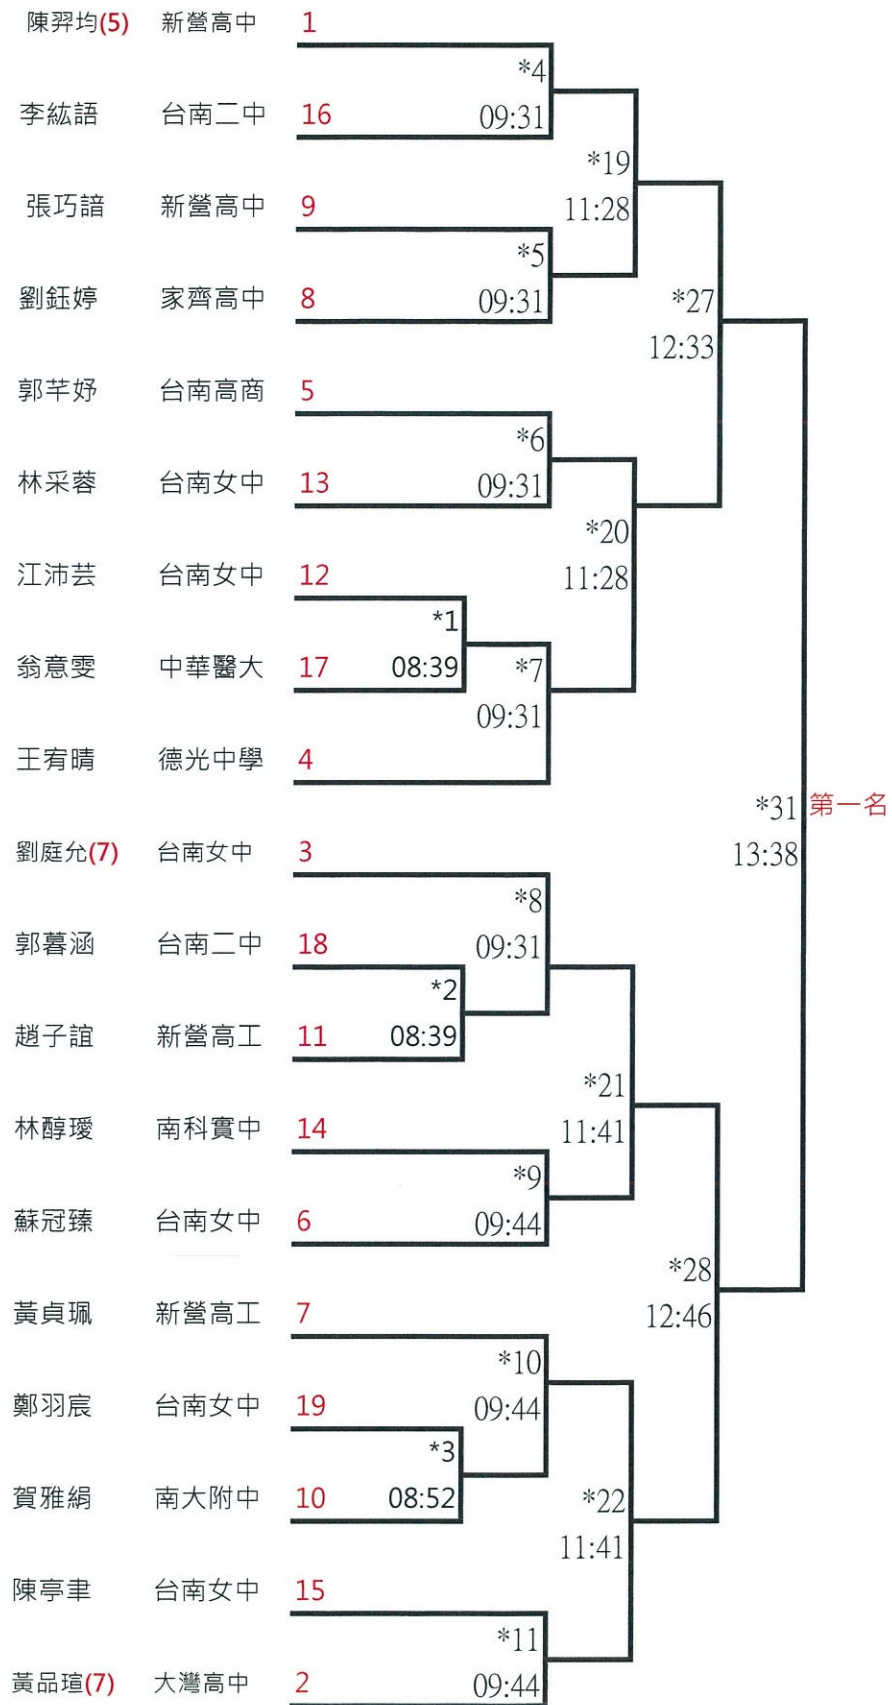 陳羿均(5) 新營高中 1
*4
李紘語 台南二中 16 09:31
*19
張巧諳 新營高中 9 11:28
*5
劉鈺婷 家齊高中 8 09:31 *27
12:33
郭芊妤 台南高商 5
*6
林采蓉 台南女中 13 09:31
*20
江沛芸 台南女中 12 11:28
*1
翁意雯 中華醫大 17 08:39 *7
09:31
王宥晴 德光中學 4
*31 第一名
劉庭允(7) 台南女中 3 13:38
*8
郭暮涵 台南二中 18 09:31
*2
趙子誼 新營高工 11 08:39
*21
林醇璦 南科實中 14 11:41
*9
蘇冠臻 台南女中 6 09:44
*28
黃貞珮 新營高工 7 12:46
*10
鄭羽宸 台南女中 19 09:44
*3
賀雅絹 南大附中 10 08:52 *22
11:41
陳亭聿 台南女中 15
*11
黃品瑄(7) 大灣高中 2 09:44